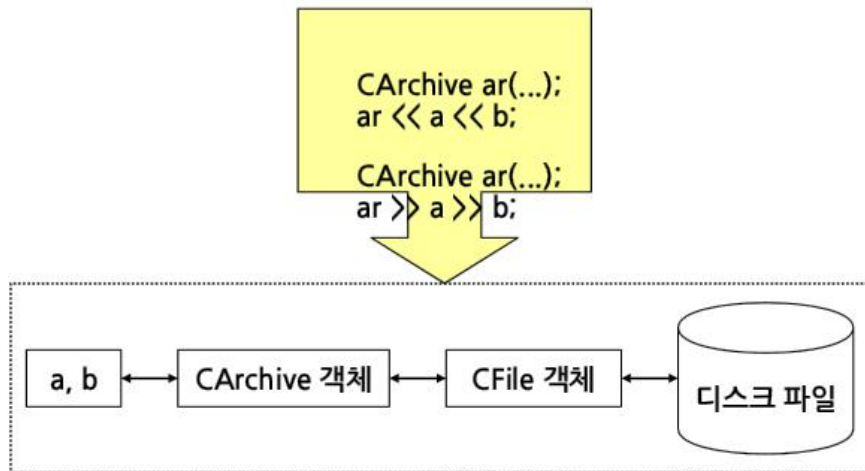 CArchive ar(...);
ar << a << b;
CArchive ar(...);
ar >> a >> b;
a, b
CArchive 객체
CFile 객체
디스크 파일